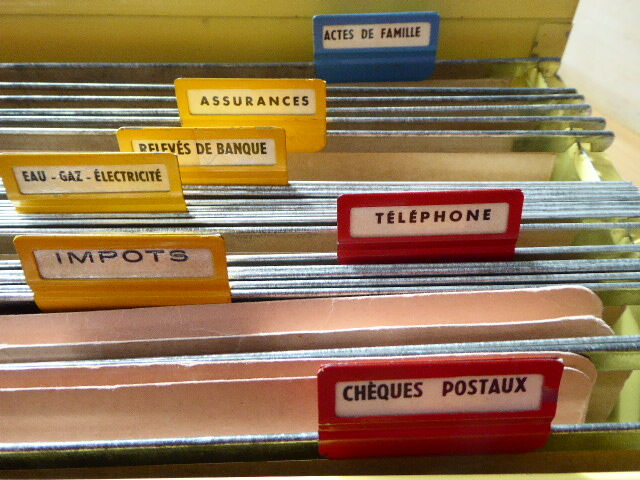 ACTES DE FAMILLE
ASSURANCES
RELEVÉS DE BANQUE
EAU - GAZ - ÉLECTRICITÉ
TÉLÉPHONE
IMPOTS
CHÈQUES POSTAUX